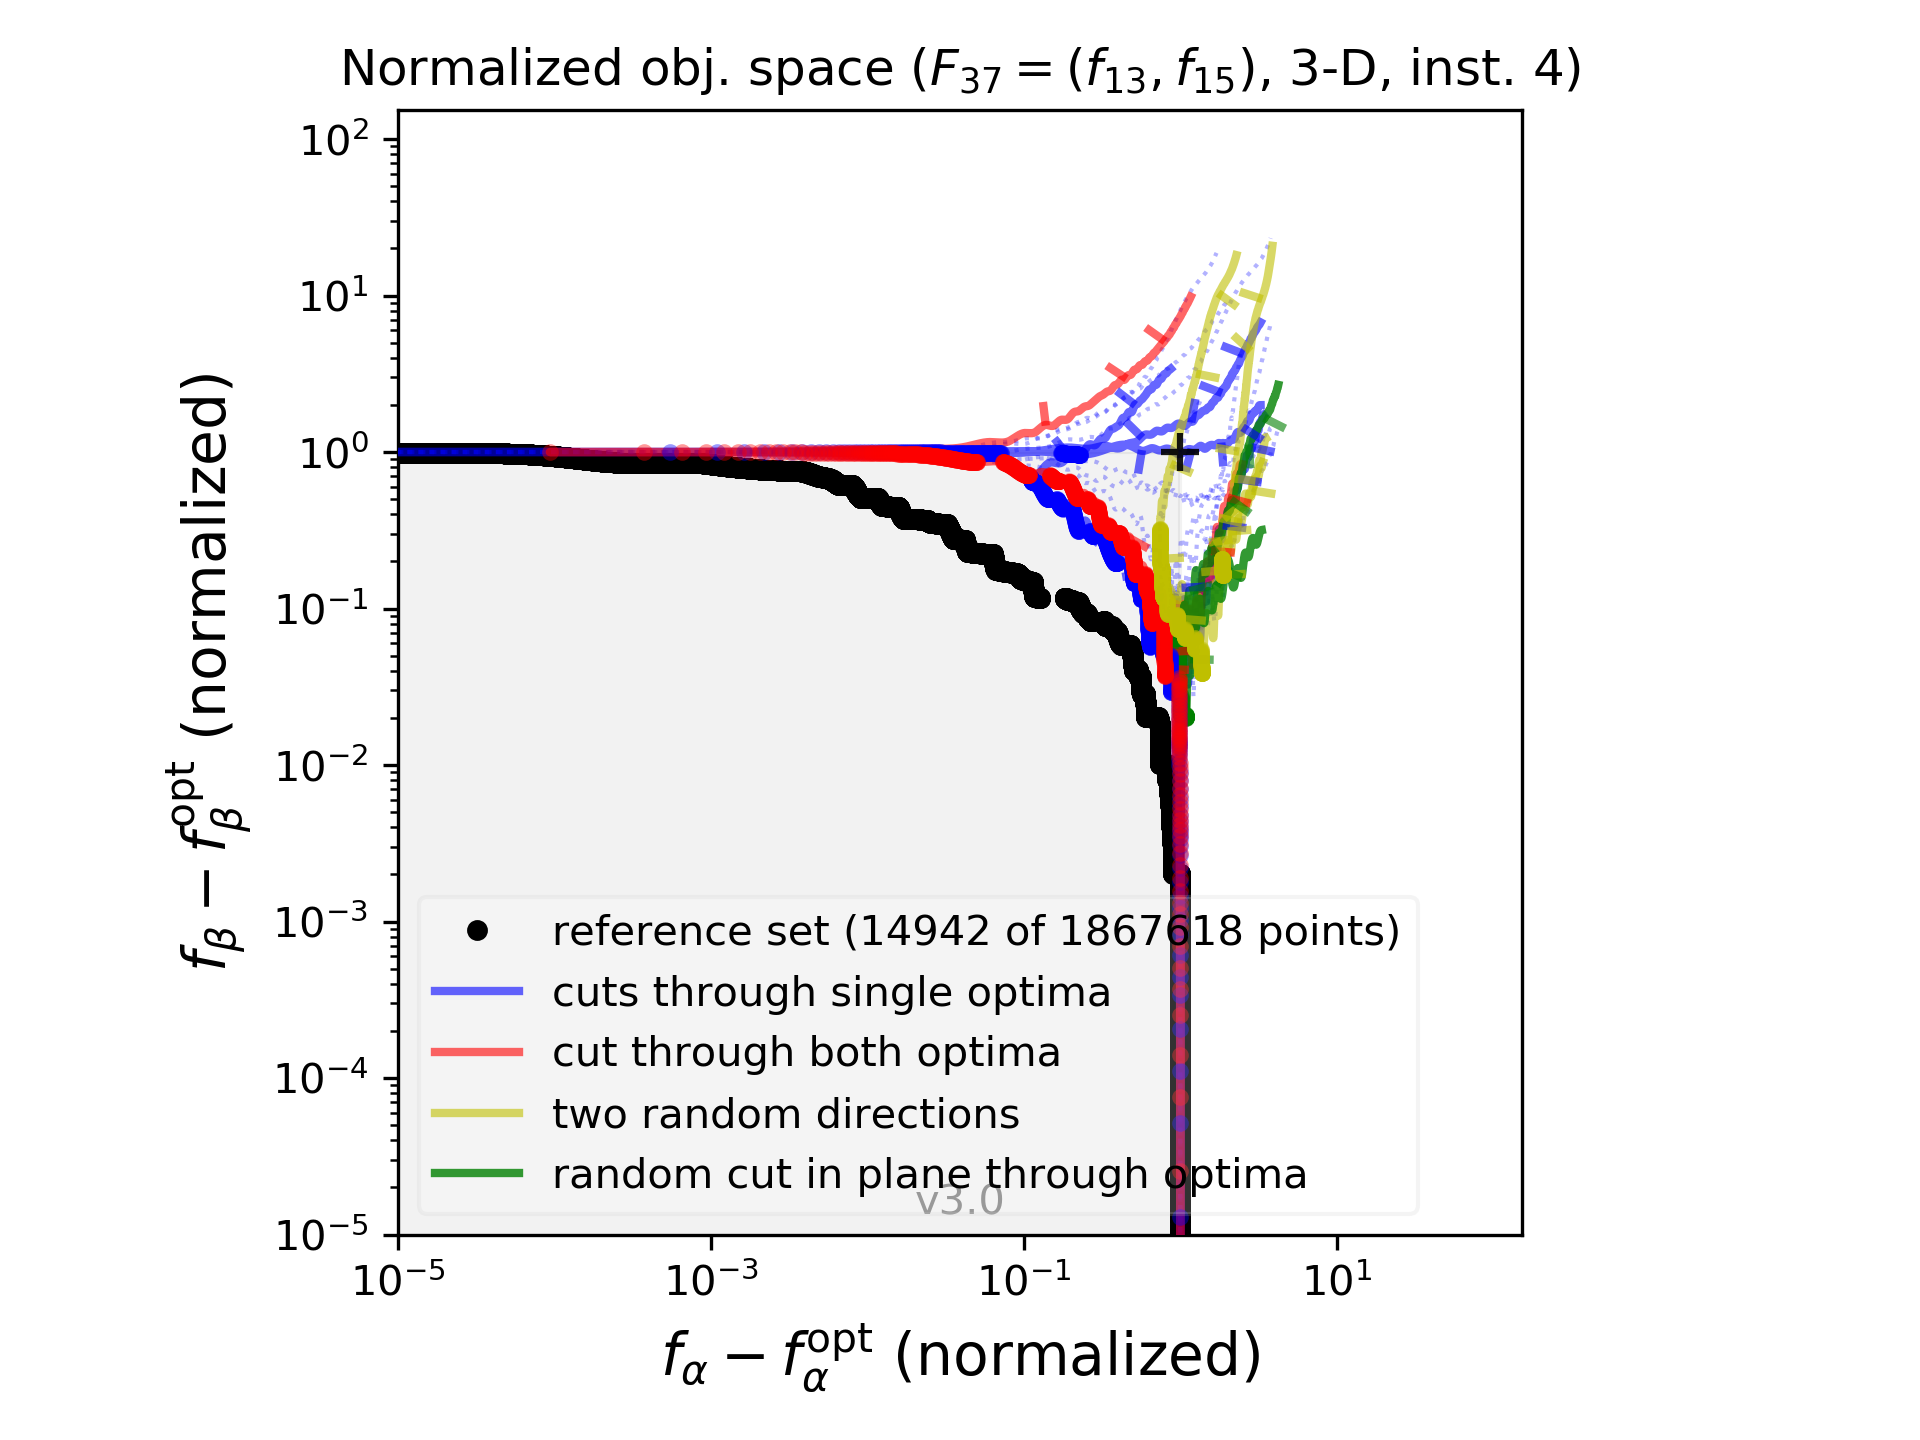 Normalized obj. space (F₃₇ = (f₁₃, f₁₅), 3-D, inst. 4)
10²
10¹
10⁰
10⁻¹
10⁻²
10⁻³
10⁻⁴
10⁻⁵
f_β − f_β^opt (normalized)
reference set (14942 of 1867618 points)
cuts through single optima
cut through both optima
two random directions
random cut in plane through optima
v3.0
10⁻⁵ 10⁻³ 10⁻¹ 10¹
f_α − f_α^opt (normalized)